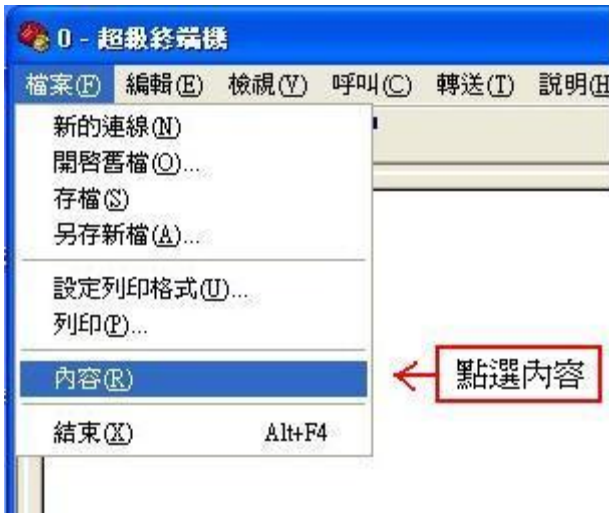 0 - 超級終端機
檔案(F) 編輯(E) 檢視(V) 呼叫(C) 轉送(T) 說明(H
新的連線(N)
開啓舊檔(O)...
存檔(S)
另存新檔(A)...
設定列印格式(U)...
列印(P)...
內容(R)
點選內容
結束(X) Alt+F4